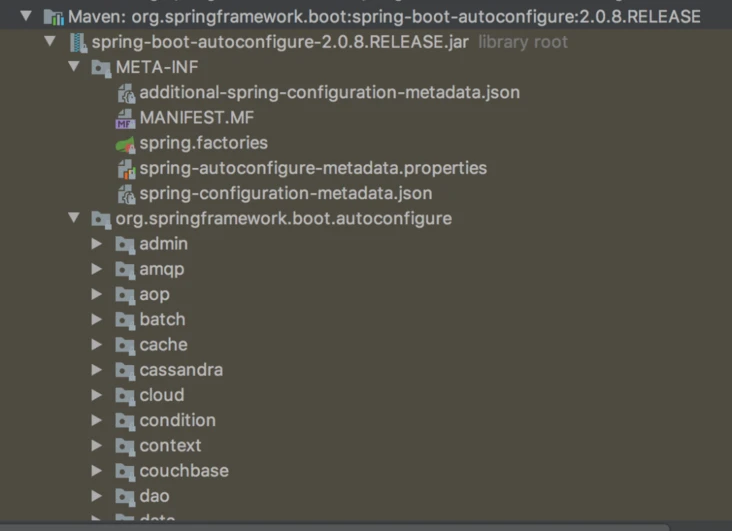 Maven: org.springframework.boot:spring-boot-autoconfigure:2.0.8.RELEASE
spring-boot-autoconfigure-2.0.8.RELEASE.jar library root
META-INF
additional-spring-configuration-metadata.json
MANIFEST.MF
spring.factories
spring-autoconfigure-metadata.properties
spring-configuration-metadata.json
org.springframework.boot.autoconfigure
admin
amqp
aop
batch
cache
cassandra
cloud
condition
context
couchbase
dao